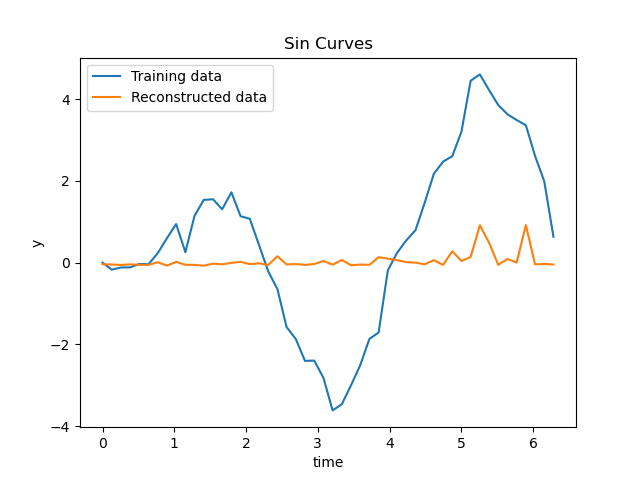 Sin Curves
Training data
Reconstructed data
4
2
0
−2
−4
y
0 1 2 3 4 5 6
time